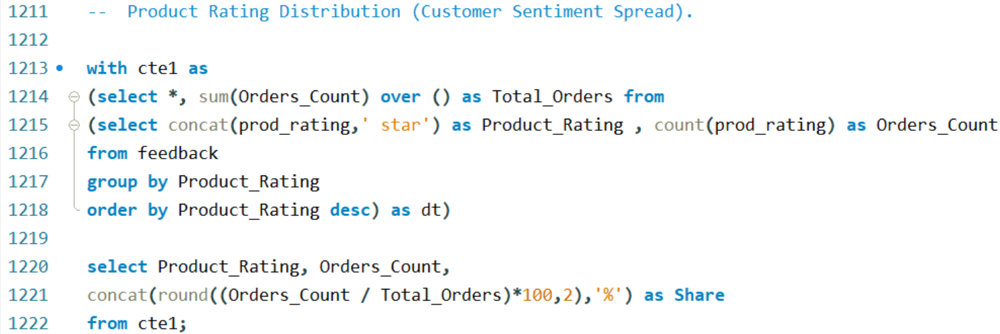 1211 --  Product Rating Distribution (Customer Sentiment Spread).
1212
1213 • with cte1 as
1214 (select *, sum(Orders_Count) over () as Total_Orders from
1215 (select concat(prod_rating,' star') as Product_Rating , count(prod_rating) as Orders_Count
1216 from feedback
1217 group by Product_Rating
1218 order by Product_Rating desc) as dt)
1219
1220 select Product_Rating, Orders_Count,
1221 concat(round((Orders_Count / Total_Orders)*100,2),'%') as Share
1222 from cte1;